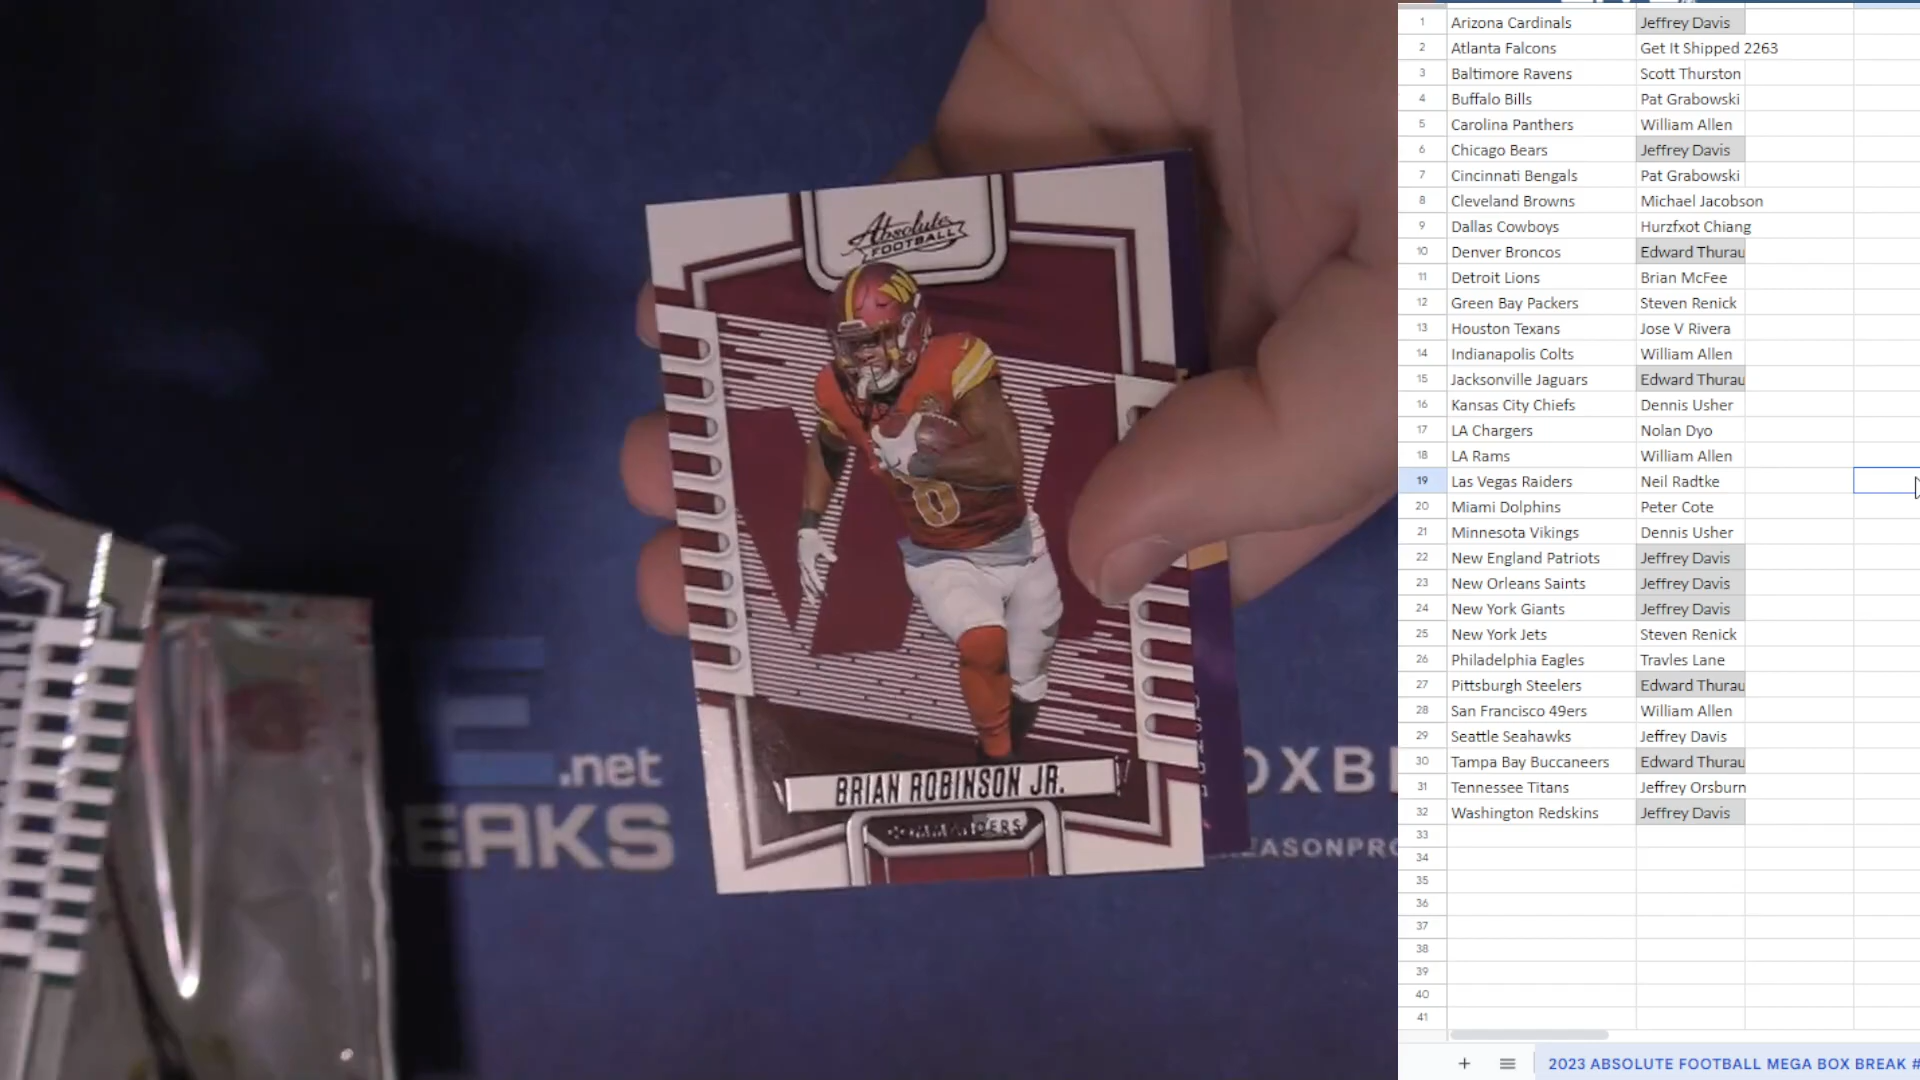 Absolute
FOOTBALL
8
BRIAN ROBINSON JR.
COMMANDERS
.net
EAKS
OXB
EASONPRO
1 Arizona Cardinals Jeffrey Davis
2 Atlanta Falcons Get It Shipped 2263
3 Baltimore Ravens Scott Thurston
4 Buffalo Bills Pat Grabowski
5 Carolina Panthers William Allen
6 Chicago Bears Jeffrey Davis
7 Cincinnati Bengals Pat Grabowski
8 Cleveland Browns Michael Jacobson
9 Dallas Cowboys Hurzfxot Chiang
10 Denver Broncos Edward Thurau
11 Detroit Lions Brian McFee
12 Green Bay Packers Steven Renick
13 Houston Texans Jose V Rivera
14 Indianapolis Colts William Allen
15 Jacksonville Jaguars Edward Thurau
16 Kansas City Chiefs Dennis Usher
17 LA Chargers Nolan Dyo
18 LA Rams William Allen
19 Las Vegas Raiders Neil Radtke
20 Miami Dolphins Peter Cote
21 Minnesota Vikings Dennis Usher
22 New England Patriots Jeffrey Davis
23 New Orleans Saints Jeffrey Davis
24 New York Giants Jeffrey Davis
25 New York Jets Steven Renick
26 Philadelphia Eagles Travles Lane
27 Pittsburgh Steelers Edward Thurau
28 San Francisco 49ers William Allen
29 Seattle Seahawks Jeffrey Davis
30 Tampa Bay Buccaneers Edward Thurau
31 Tennessee Titans Jeffrey Orsburn
32 Washington Redskins Jeffrey Davis
33
34
35
36
37
38
39
40
41
2023 ABSOLUTE FOOTBALL MEGA BOX BREAK #